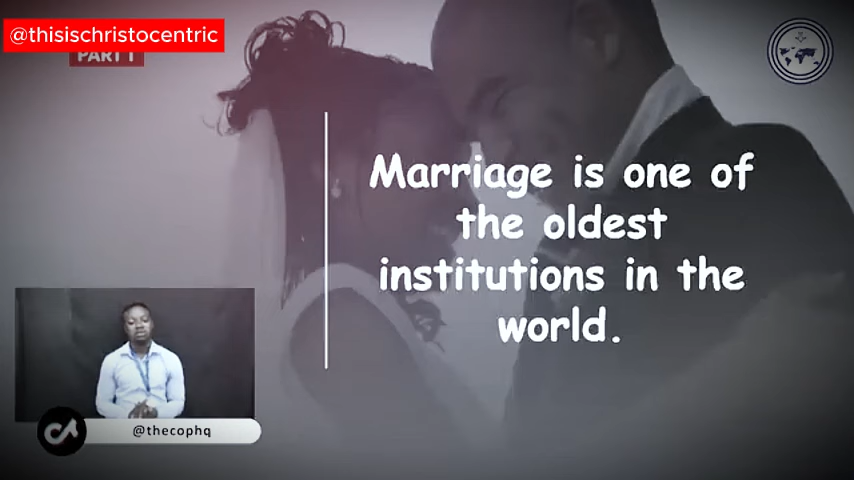 @thisischristocentric
PART 1
Marriage is one of
the oldest
institutions in the
world.
@thecophq